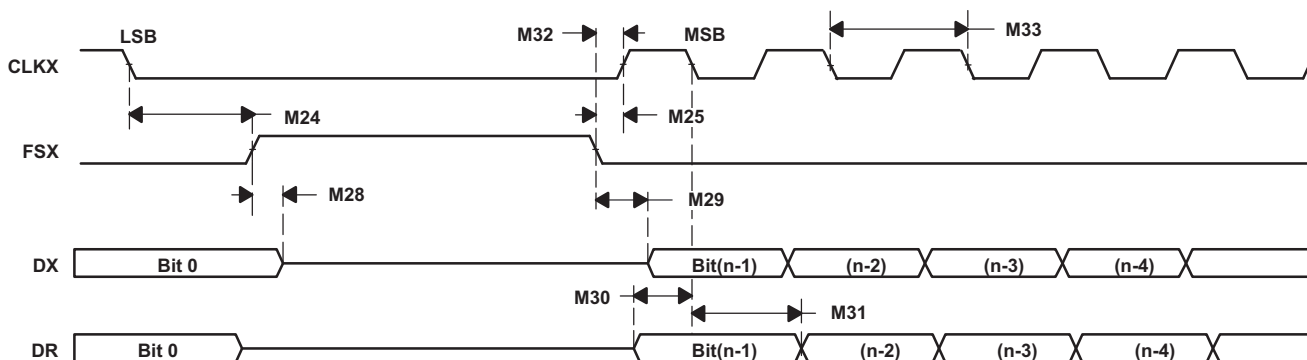 LSB
M32
MSB
M33
CLKX
M24
M25
FSX
M28
M29
DX
Bit 0
Bit(n-1)
(n-2)
(n-3)
(n-4)
M30
M31
DR
Bit 0
Bit(n-1)
(n-2)
(n-3)
(n-4)